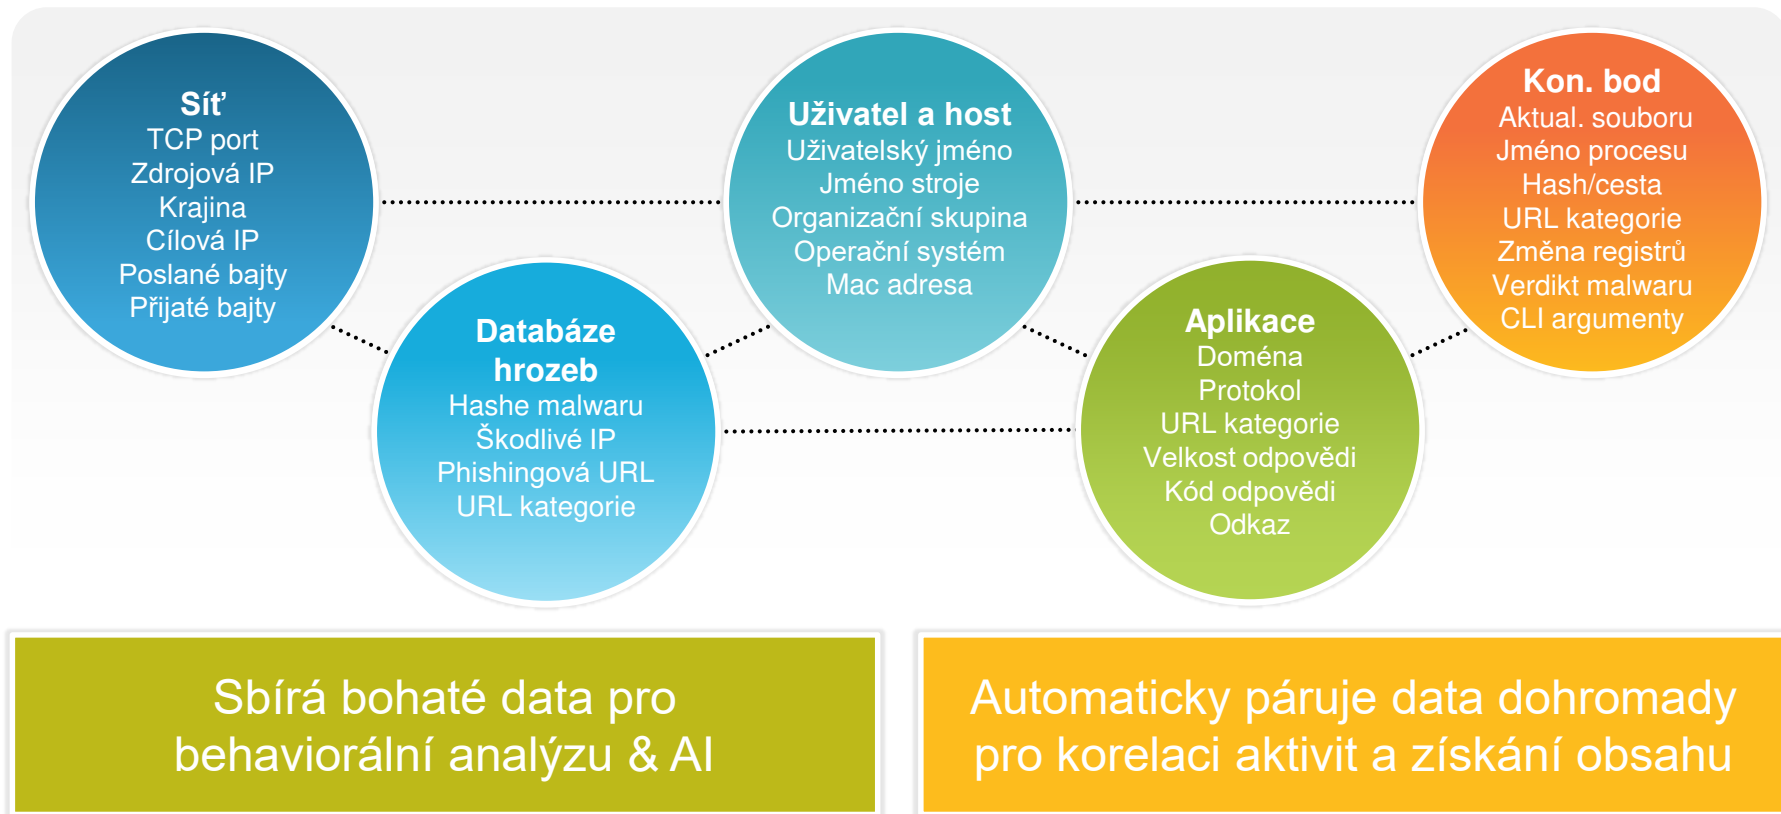 Síť
TCP port
Zdrojová IP
Krajina
Cílová IP
Poslané bajty
Přijaté bajty
Databáze
hrozeb
Hashe malwaru
Škodlivé IP
Phishingová URL
URL kategorie
Uživatel a host
Uživatelský jméno
Jméno stroje
Organizační skupina
Operační systém
Mac adresa
Aplikace
Doména
Protokol
URL kategorie
Velkost odpovědi
Kód odpovědi
Odkaz
Kon. bod
Aktual. souboru
Jméno procesu
Hash/cesta
URL kategorie
Změna registrů
Verdikt malwaru
CLI argumenty
Sbírá bohaté data pro
behaviorální analýzu & AI
Automaticky páruje data dohromady
pro korelaci aktivit a získání obsahu